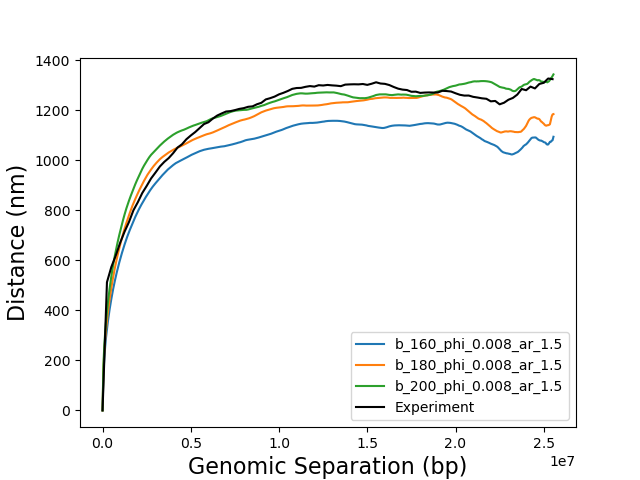 1400
1200
1000
800
600
400
200
0
Distance (nm)
b_160_phi_0.008_ar_1.5
b_180_phi_0.008_ar_1.5
b_200_phi_0.008_ar_1.5
Experiment
0.0 0.5 1.0 1.5 2.0 2.5
1e7
Genomic Separation (bp)